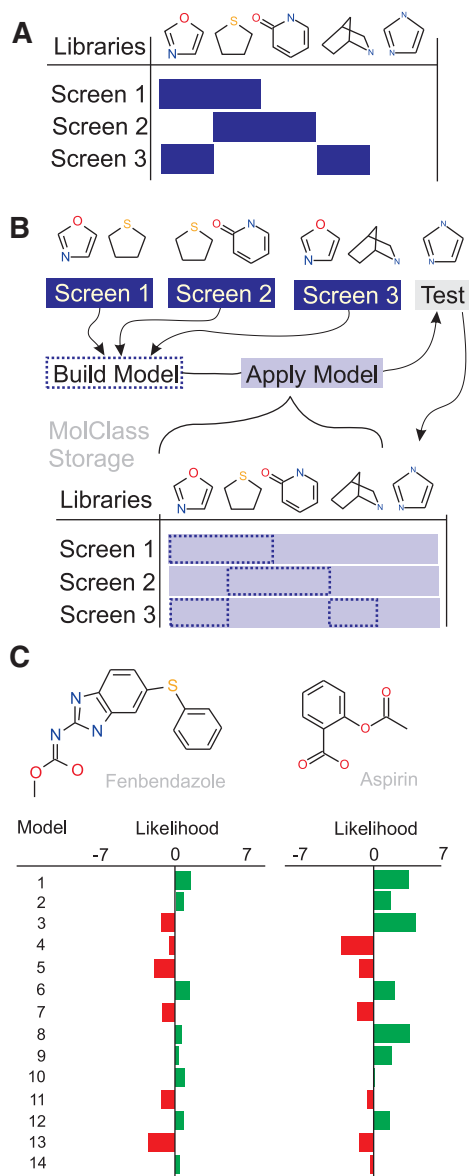 A
Libraries
O
N
S
O
N
N
N
N
Screen 1
Screen 2
Screen 3
B
O
N
S
S
O
N
O
N
N
N
N
Screen 1 Screen 2 Screen 3 Test
Build Model Apply Model
MolClass
Storage
Libraries
O
N
S
O
N
N
N
N
Screen 1
Screen 2
Screen 3
C
N
N
N
S
O
O
Fenbendazole
O
O
O
O
Aspirin
Model Likelihood Likelihood
-7 0 7 -7 0 7
1
2
3
4
5
6
7
8
9
10
11
12
13
14